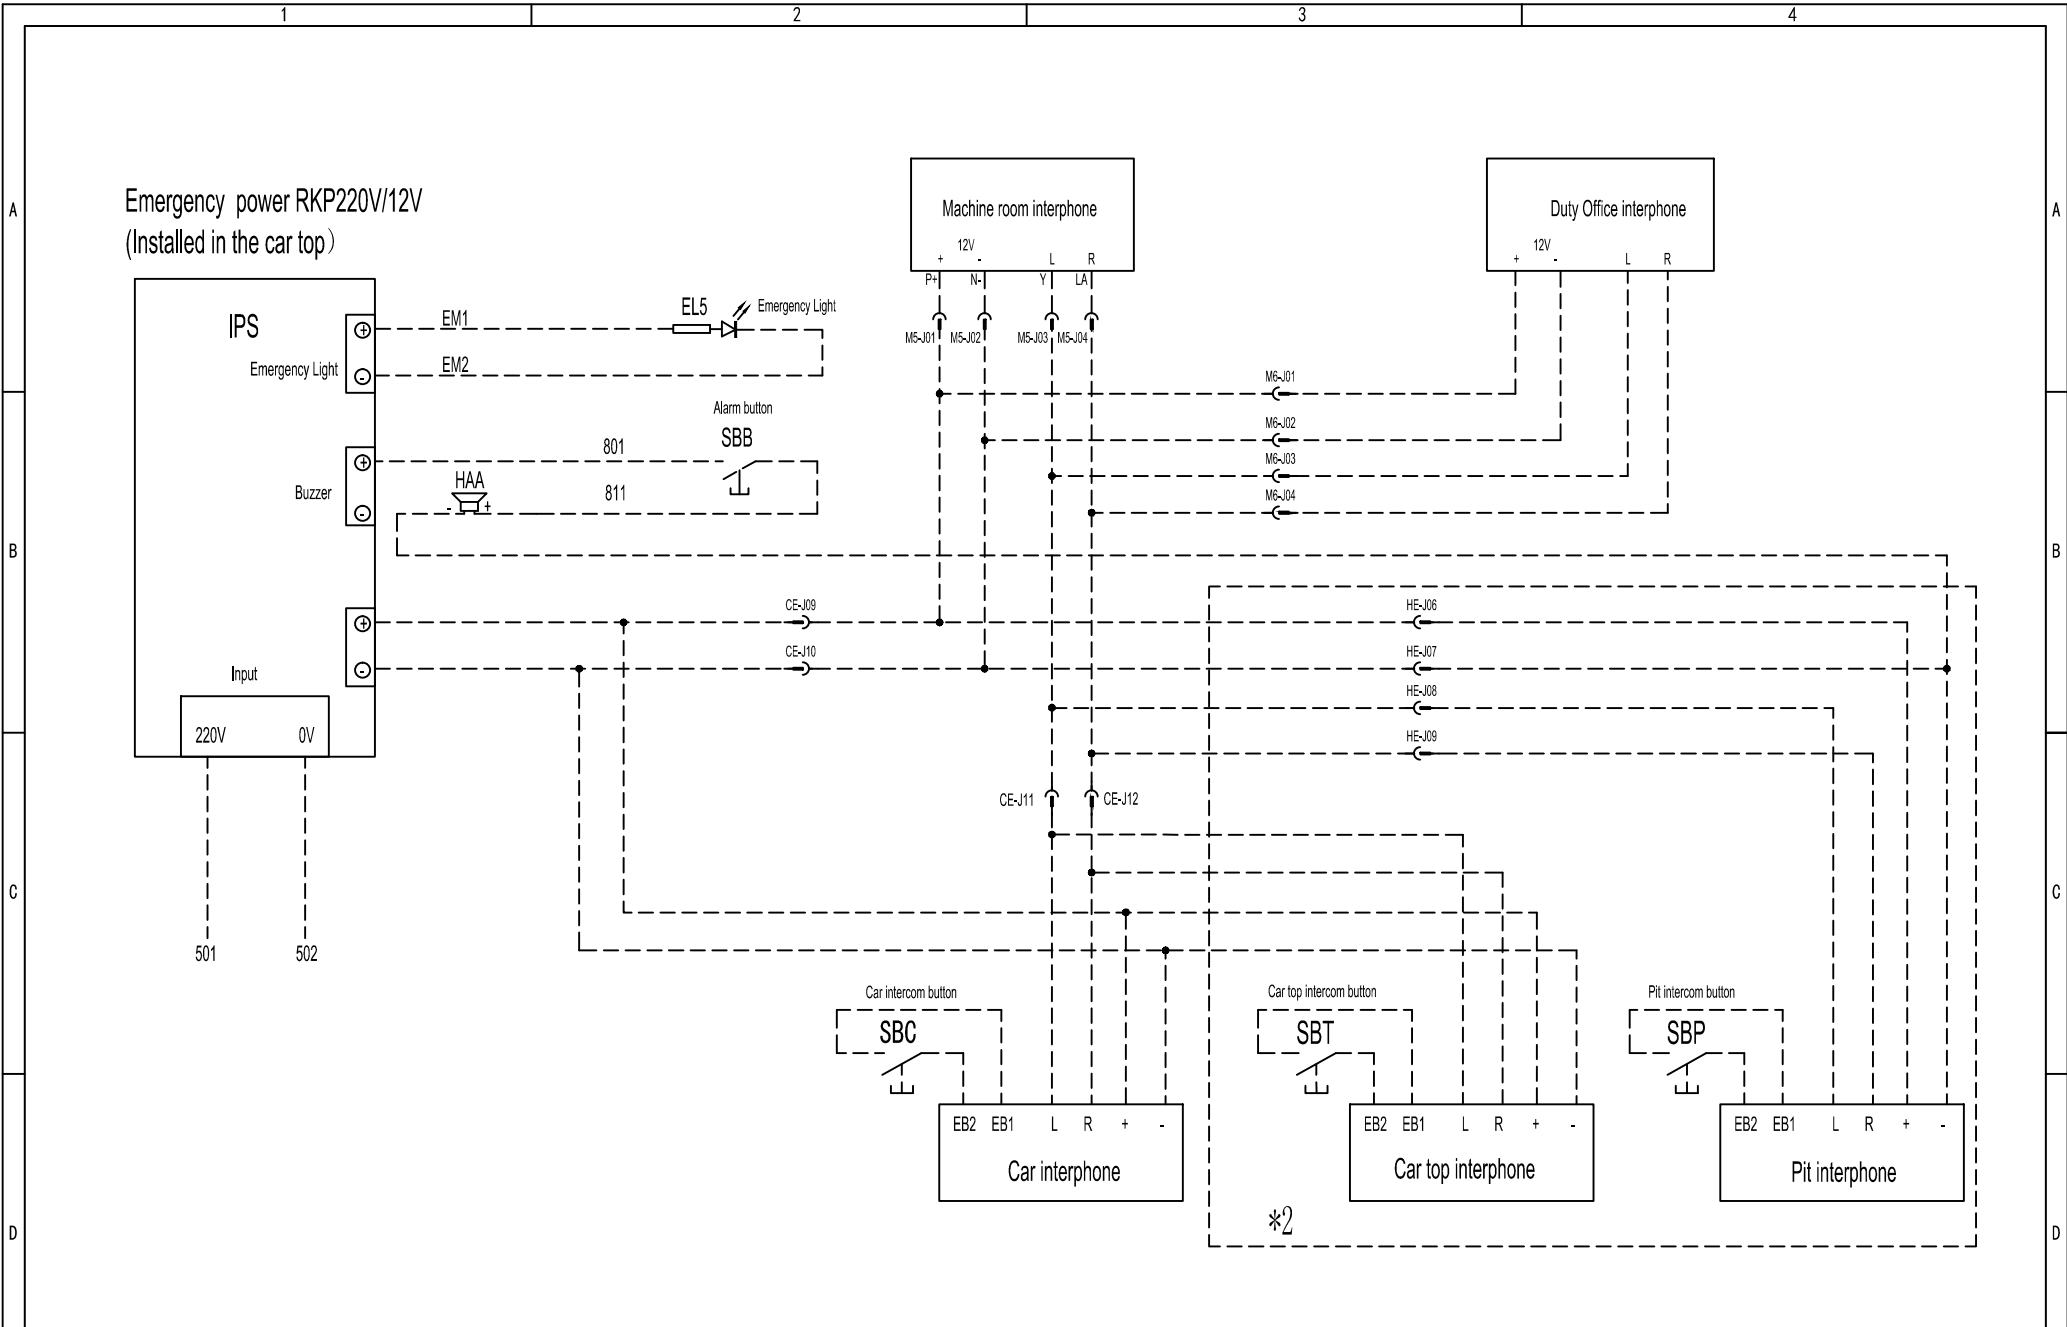 1 2 3 4
A A
Emergency power RKP220V/12V
(Installed in the car top)
Machine room interphone
12V
+ - L R
P+ N- Y LA
M5-J01 M5-J02 M5-J03 M5-J04
Duty Office interphone
12V
+ - L R
IPS
+
EM1
EL5
Emergency Light
Emergency Light
-
EM2
M6-J01
M6-J02
M6-J03
M6-J04
Alarm button
SBB
+
801
Buzzer
HAA
- +
811
-
B B
+
CE-J09
HE-J06
-
CE-J10
HE-J07
HE-J08
HE-J09
Input
220V 0V
CE-J11 CE-J12
C C
501 502
Car intercom button
SBC
Car top intercom button
SBT
Pit intercom button
SBP
EB2 EB1 L R + -
Car interphone
EB2 EB1 L R + -
Car top interphone
EB2 EB1 L R + -
Pit interphone
*2
D D